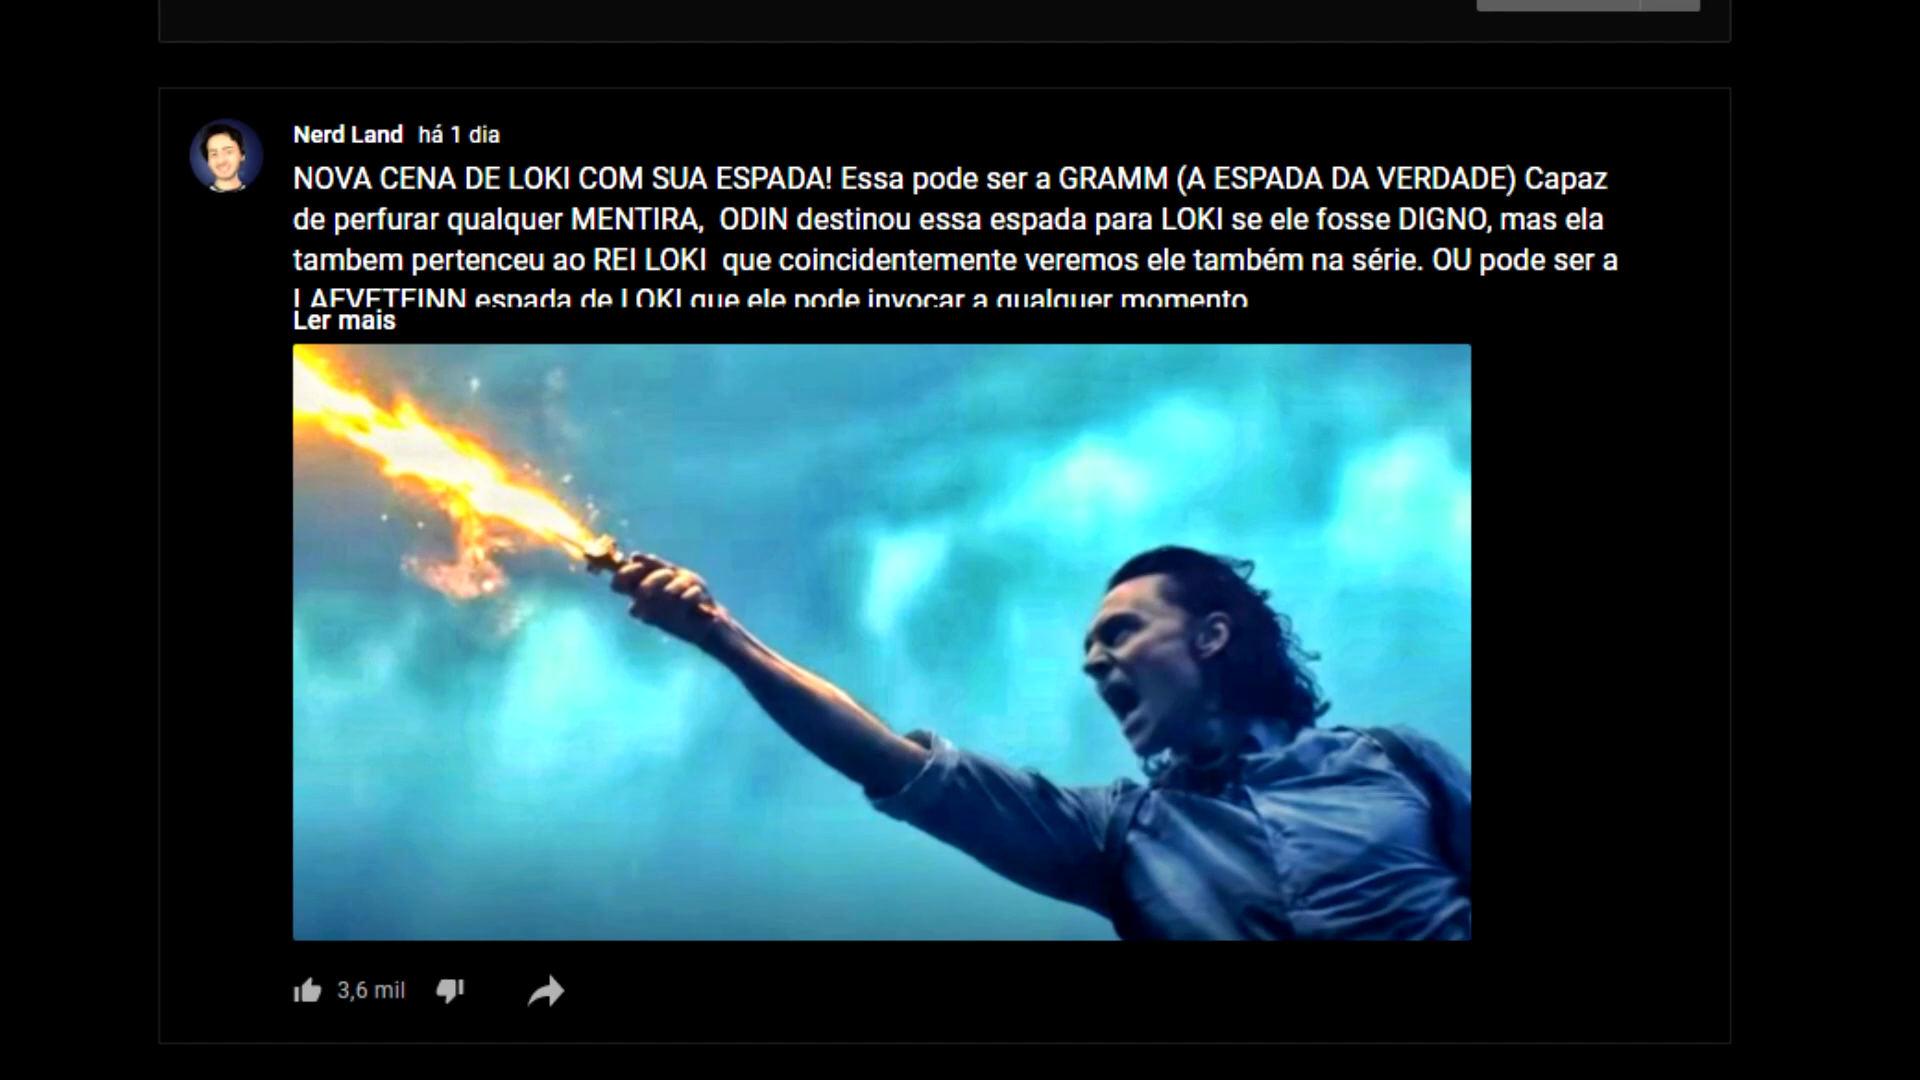 Nerd Land há 1 dia
NOVA CENA DE LOKI COM SUA ESPADA! Essa pode ser a GRAMM (A ESPADA DA VERDADE) Capaz
de perfurar qualquer MENTIRA, ODIN destinou essa espada para LOKI se ele fosse DIGNO, mas ela
tambem pertenceu ao REI LOKI que coincidentemente veremos ele também na série. OU pode ser a
LAEVETEINN espada de LOKI que ele pode invocar a qualquer momento
Ler mais
3,6 mil